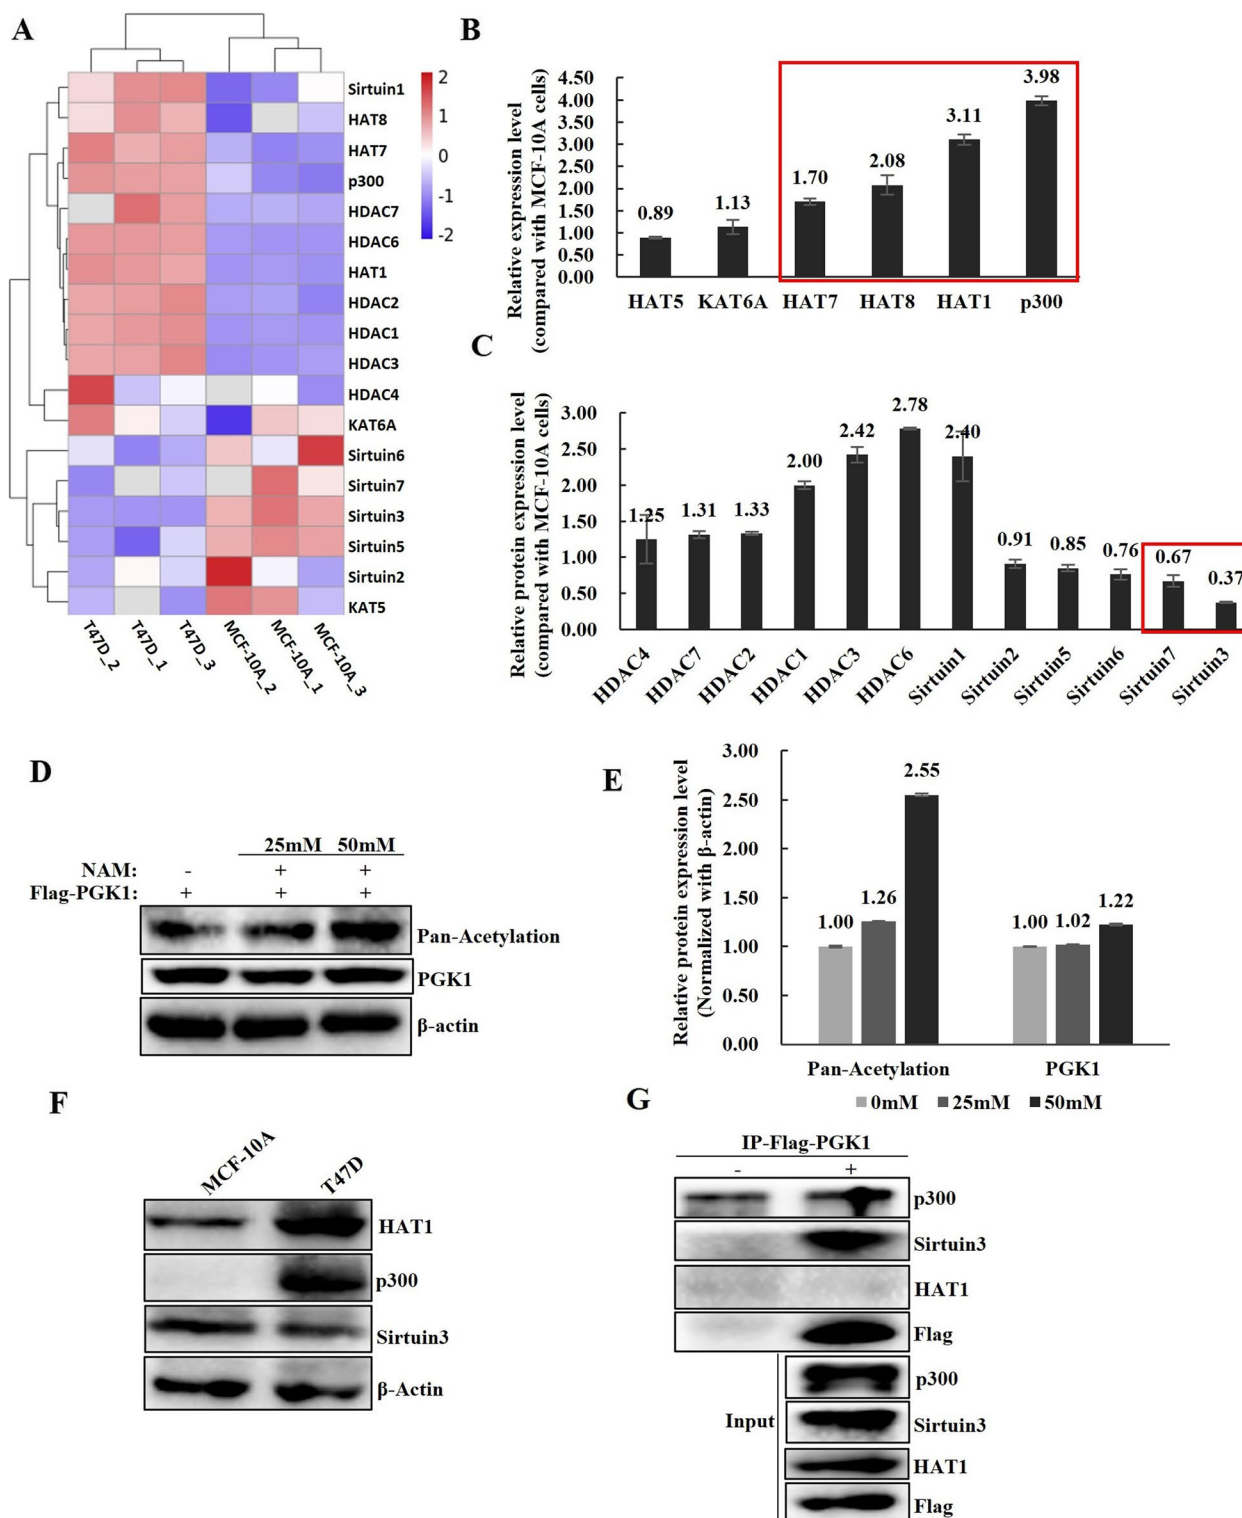 A
Sirtuin1
HAT8
HAT7
p300
HDAC7
HDAC6
HAT1
HDAC2
HDAC1
HDAC3
HDAC4
KAT6A
Sirtuin6
Sirtuin7
Sirtuin3
Sirtuin5
Sirtuin2
KAT5
2
1
0
-1
-2
T47D_2
T47D_1
T47D_3
MCF-10A_2
MCF-10A_1
MCF-10A_3
B
Relative expression level
(compared with MCF-10A cells)
4.50
4.00
3.50
3.00
2.50
2.00
1.50
1.00
0.50
0.00
0.89
1.13
1.70
2.08
3.11
3.98
HAT5 KAT6A HAT7 HAT8 HAT1 p300
C
Relative protein expression level
(compared with MCF-10A cells)
3.00
2.50
2.00
1.50
1.00
0.50
0.00
1.25
1.31
1.33
2.00
2.42
2.78
2.40
0.91
0.85
0.76
0.67
0.37
HDAC4
HDAC7
HDAC2
HDAC1
HDAC3
HDAC6
Sirtuin1
Sirtuin2
Sirtuin5
Sirtuin6
Sirtuin7
Sirtuin3
D
25mM 50mM
NAM: - + +
Flag-PGK1: + + +
Pan-Acetylation
PGK1
β-actin
E
Relative protein expression level
(Normalized with β-actin)
3.00
2.50
2.00
1.50
1.00
0.50
0.00
1.00
1.26
2.55
1.00
1.02
1.22
Pan-Acetylation PGK1
0mM 25mM 50mM
F
MCF-10A
T47D
HAT1
p300
Sirtuin3
β-Actin
G
IP-Flag-PGK1
- +
p300
Sirtuin3
HAT1
Flag
Input
p300
Sirtuin3
HAT1
Flag